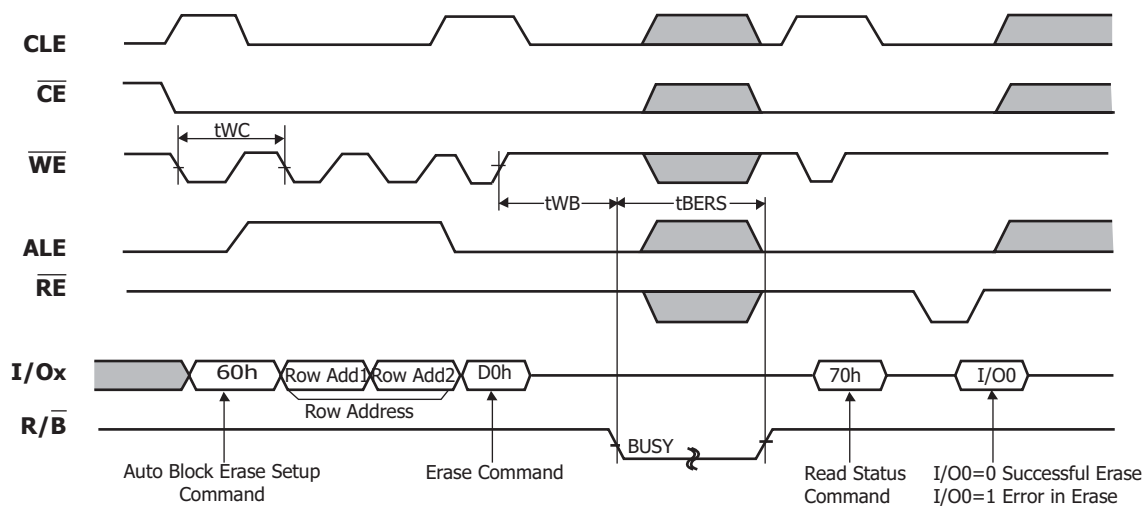 CLE
CE
tWC
WE
tWB
tBERS
ALE
RE
I/Ox
60h
Row Add1
Row Add2
D0h
70h
I/O0
Row Address
R/B
BUSY
Auto Block Erase Setup
Command
Erase Command
Read Status
Command
I/O0=0 Successful Erase
I/O0=1 Error in Erase